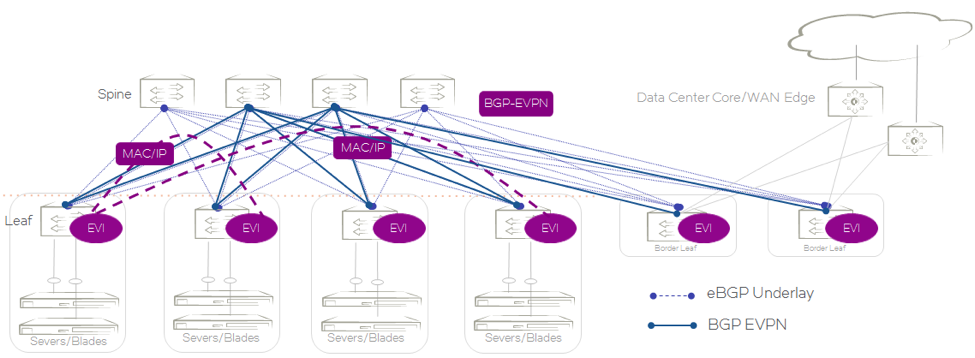 Spine
BGP-EVPN
Data Center Core/WAN Edge
MAC/IP
MAC/IP
Leaf
EVI
EVI
EVI
EVI
EVI
EVI
Border Leaf
Border Leaf
Severs/Blades
Severs/Blades
Severs/Blades
Severs/Blades
eBGP Underlay
BGP EVPN